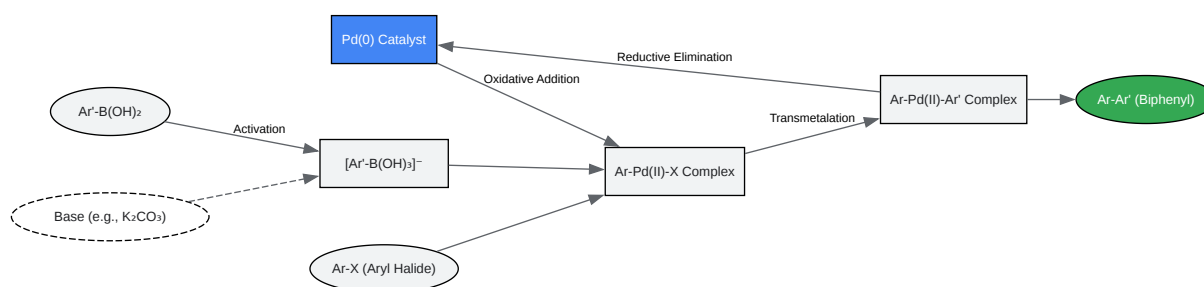 Pd(0) Catalyst
Reductive Elimination
Oxidative Addition
Ar-Pd(II)-Ar' Complex
Ar-Ar' (Biphenyl)
Ar'-B(OH)₂
Activation
Transmetalation
[Ar'-B(OH)₃]⁻
Ar-Pd(II)-X Complex
Base (e.g., K₂CO₃)
Ar-X (Aryl Halide)